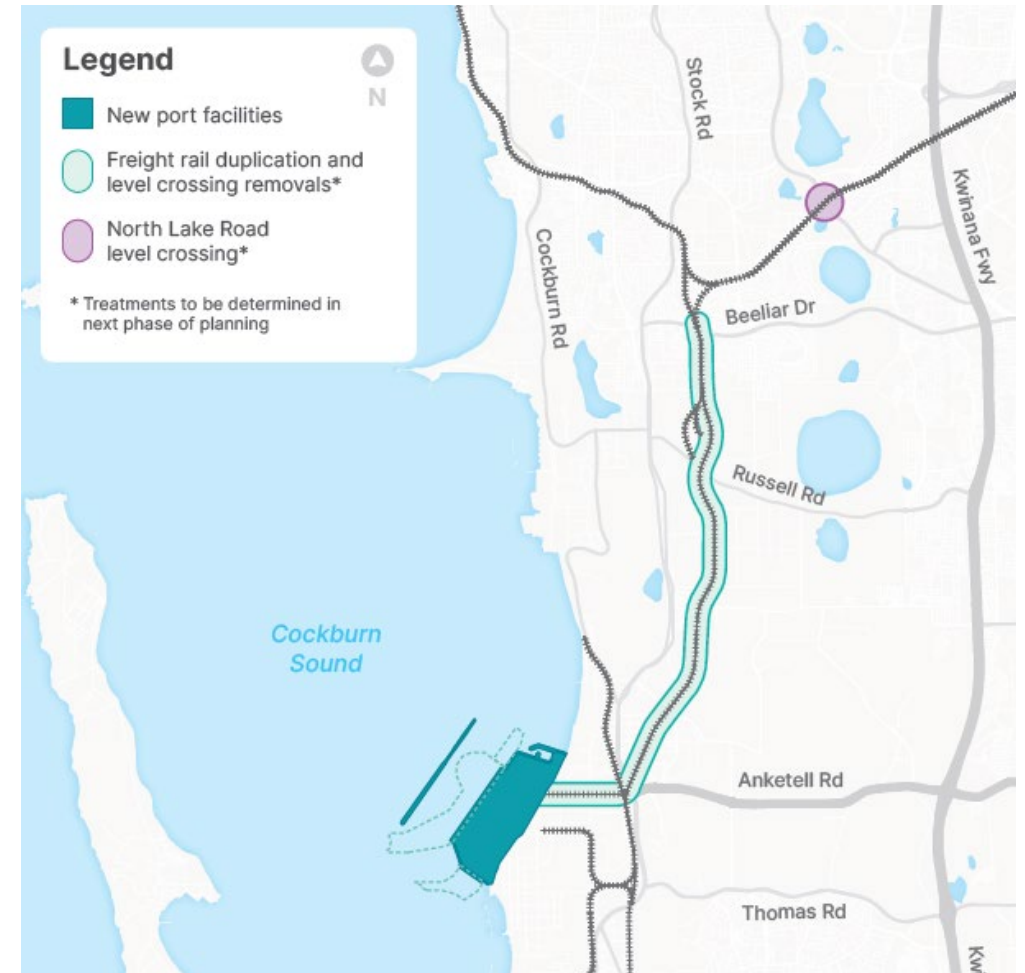 Legend
N
New port facilities
Freight rail duplication and
level crossing removals*
North Lake Road
level crossing*
* Treatments to be determined in
next phase of planning
Stock Rd
Kwinana Fwy
Cockburn Rd
Beeliar Dr
Russell Rd
Cockburn
Sound
Anketell Rd
Thomas Rd
Kw